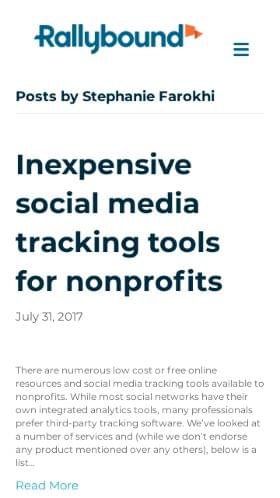 Rallybound
Posts by Stephanie Farokhi
Inexpensive
social media
tracking tools
for nonprofits
July 31, 2017
There are numerous low cost or free online
resources and social media tracking tools available to
nonprofits. While most social networks have their
own integrated analytics tools, many professionals
prefer third-party tracking software. We've looked at
a number of services and (while we don't endorse
any product mentioned over any others), below is a
list...
Read More